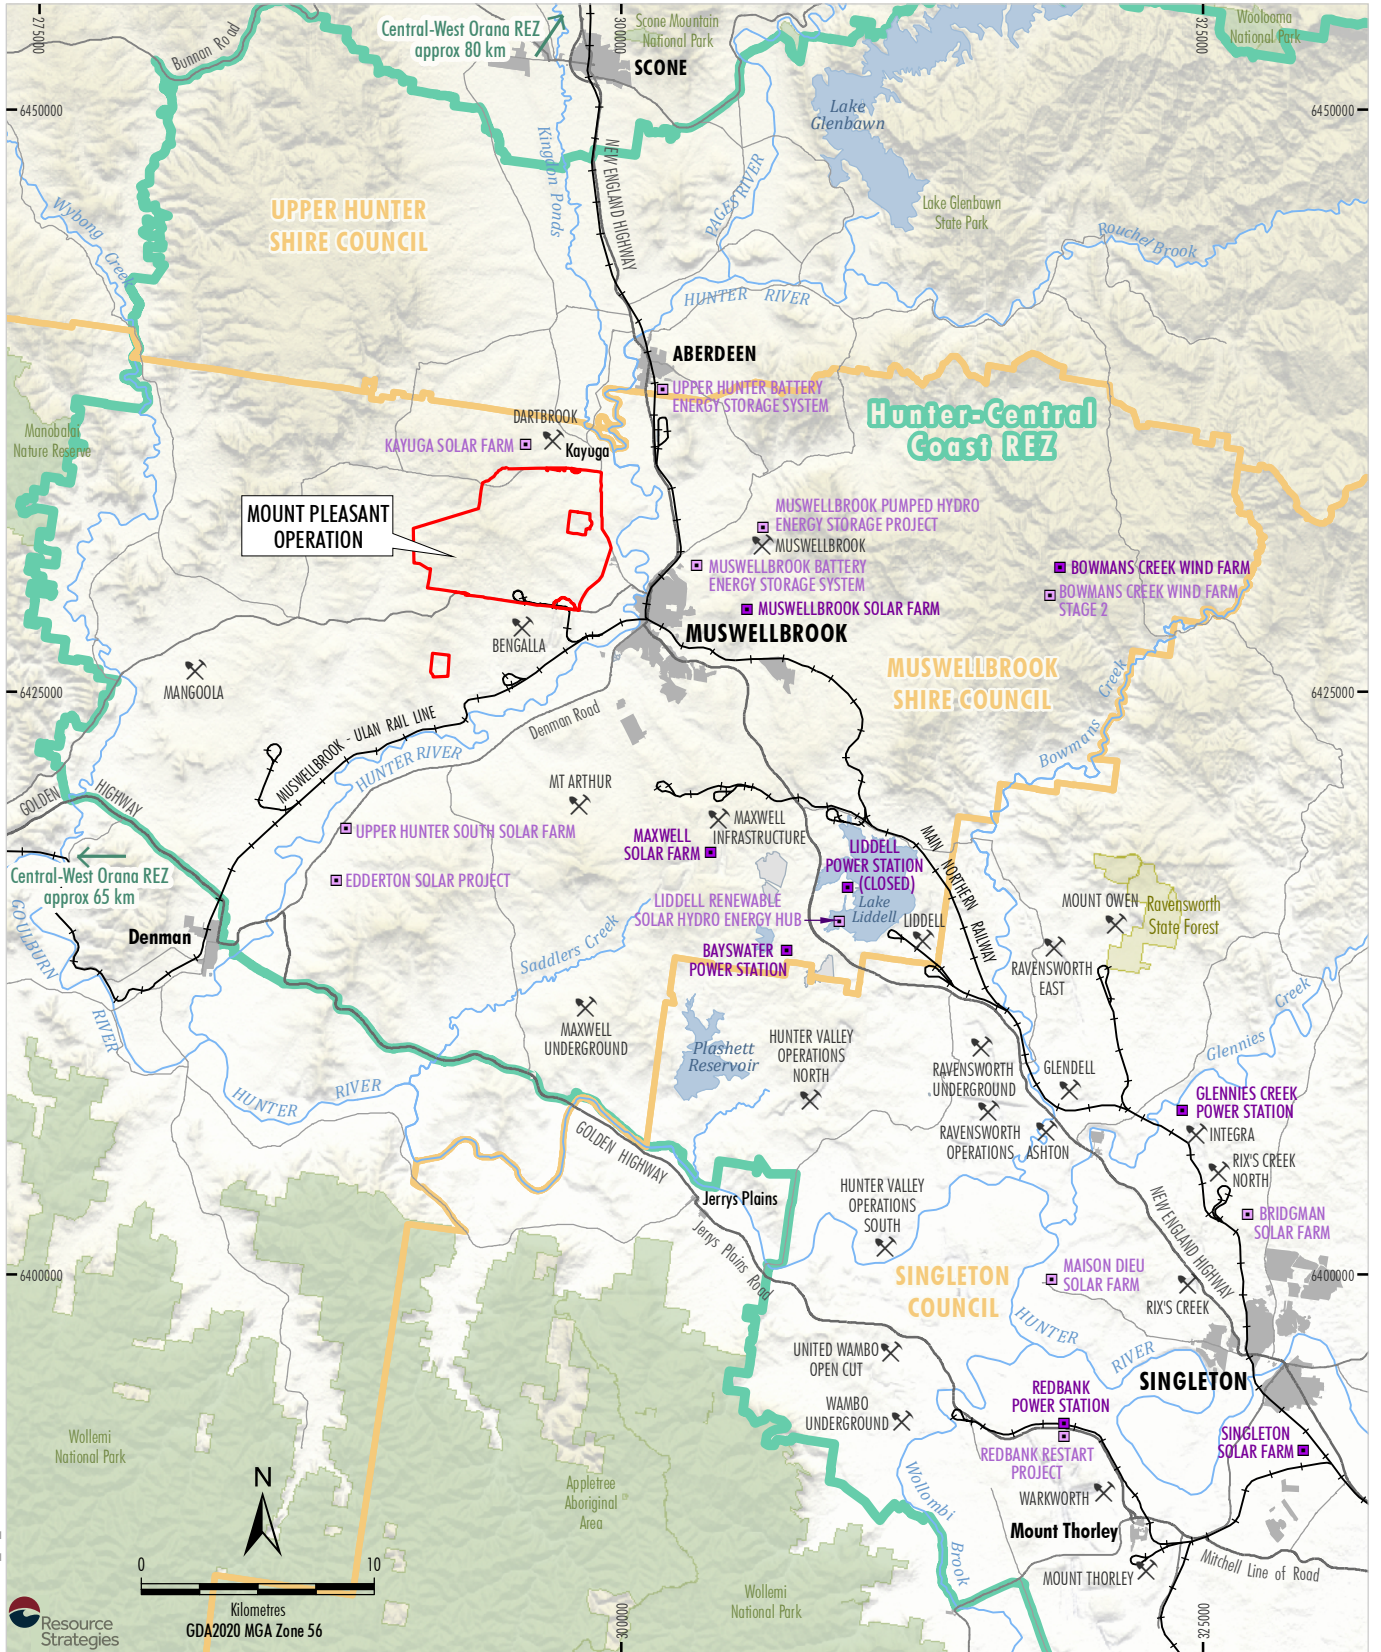 275000
300000
325000
Bunnan Road
Central-West Orana REZ
approx 80 km
Scone Mountain
National Park
Woolooma
National Park
SCONE
6450000
6450000
Lake
Glenbawn
Kingdon Ponds
NEW ENGLAND HIGHWAY
PAGES RIVER
Lake Glenbawn
State Park
Wybong Creek
UPPER HUNTER
SHIRE COUNCIL
Rouchel Brook
HUNTER RIVER
ABERDEEN
UPPER HUNTER BATTERY
ENERGY STORAGE SYSTEM
Hunter-Central
Coast REZ
DARTBROOK
Manobalai
Nature Reserve
KAYUGA SOLAR FARM
Kayuga
MOUNT PLEASANT
OPERATION
MUSWELLBROOK PUMPED HYDRO
ENERGY STORAGE PROJECT
MUSWELLBROOK
MUSWELLBROOK BATTERY
ENERGY STORAGE SYSTEM
BOWMANS CREEK WIND FARM
BOWMANS CREEK WIND FARM
STAGE 2
MUSWELLBROOK SOLAR FARM
MUSWELLBROOK
BENGALLA
MANGOOLA
MUSWELLBROOK
SHIRE COUNCIL
6425000
6425000
Bowmans Creek
Denman Road
MUSWELLBROOK - ULAN RAIL LINE
HUNTER RIVER
GOLDEN HIGHWAY
MT ARTHUR
MAXWELL
INFRASTRUCTURE
UPPER HUNTER SOUTH SOLAR FARM
MAXWELL
SOLAR FARM
LIDDELL
POWER STATION
(CLOSED)
MAIN NORTHERN RAILWAY
Central-West Orana REZ
approx 65 km
EDDERTON SOLAR PROJECT
LIDDELL RENEWABLE
SOLAR HYDRO ENERGY HUB
Lake
Liddell
LIDDELL
MOUNT OWEN
Ravensworth
State Forest
GOULBURN RIVER
Denman
Saddlers Creek
BAYSWATER
POWER STATION
RAVENSWORTH
EAST
MAXWELL
UNDERGROUND
Plashett
Reservoir
HUNTER VALLEY
OPERATIONS
NORTH
Glennies Creek
RAVENSWORTH
UNDERGROUND
GLENDELL
HUNTER RIVER
GLENNIES CREEK
POWER STATION
GOLDEN HIGHWAY
RAVENSWORTH
OPERATIONS
ASHTON
INTEGRA
RIX'S CREEK
NORTH
Jerrys Plains
HUNTER VALLEY
OPERATIONS
SOUTH
NEW ENGLAND HIGHWAY
BRIDGMAN
SOLAR FARM
Jerrys Plains Road
6400000
6400000
SINGLETON
COUNCIL
MAISON DIEU
SOLAR FARM
RIX'S CREEK
HUNTER RIVER
UNITED WAMBO
OPEN CUT
SINGLETON
REDBANK
POWER STATION
WAMBO
UNDERGROUND
REDBANK RESTART
PROJECT
SINGLETON
SOLAR FARM
Wollemi
National Park
Appletree
Aboriginal
Area
Wollombi Brook
WARKWORTH
Mount Thorley
MOUNT THORLEY
Mitchell Line of Road
Wollemi
National Park
N
0 10
Kilometres
GDA2020 MGA Zone 56
Resource
Strategies
300000
325000